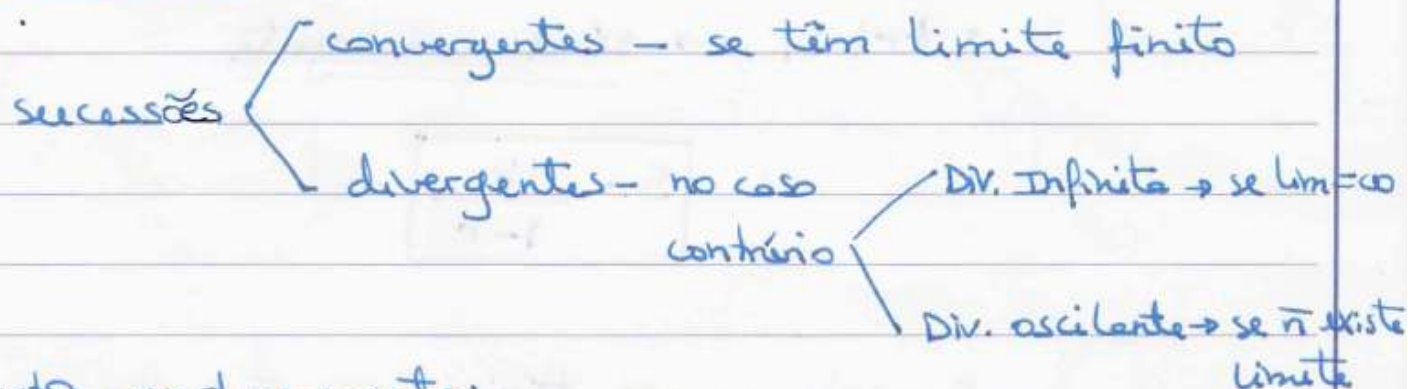 convergentes – se têm limite finito
sucessões
divergentes – no caso
contrário
Div. Infinita → se lim=∞
Div. oscilante → se ñ existe
limite